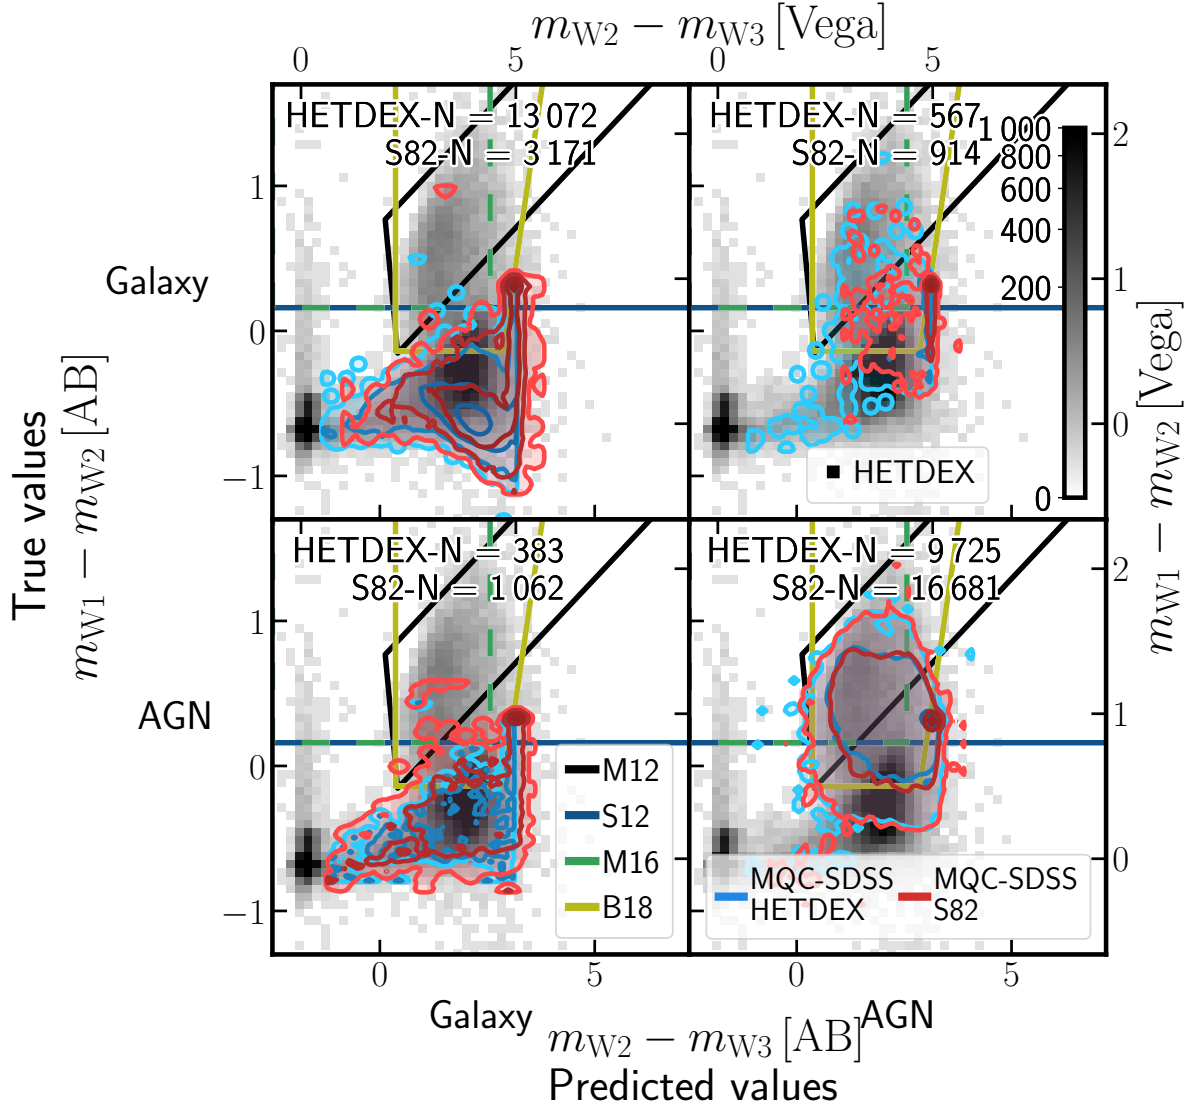 m_W2 − m_W3 [Vega]
0 5 0 5
HETDEX-N = 13 072
S82-N = 3 171
HETDEX-N = 567
S82-N = 914
1 000
800
600
400
200
0
HETDEX
1
0
−1
2
1
0
Galaxy
True values
m_W1 − m_W2 [AB]
m_W1 − m_W2 [Vega]
HETDEX-N = 383
S82-N = 1 062
HETDEX-N = 9 725
S82-N = 16 681
1
0
−1
2
1
0
AGN
M12
S12
M16
B18
MQC-SDSS HETDEX
MQC-SDSS S82
0 5 0 5
Galaxy AGN
m_W2 − m_W3 [AB]
Predicted values